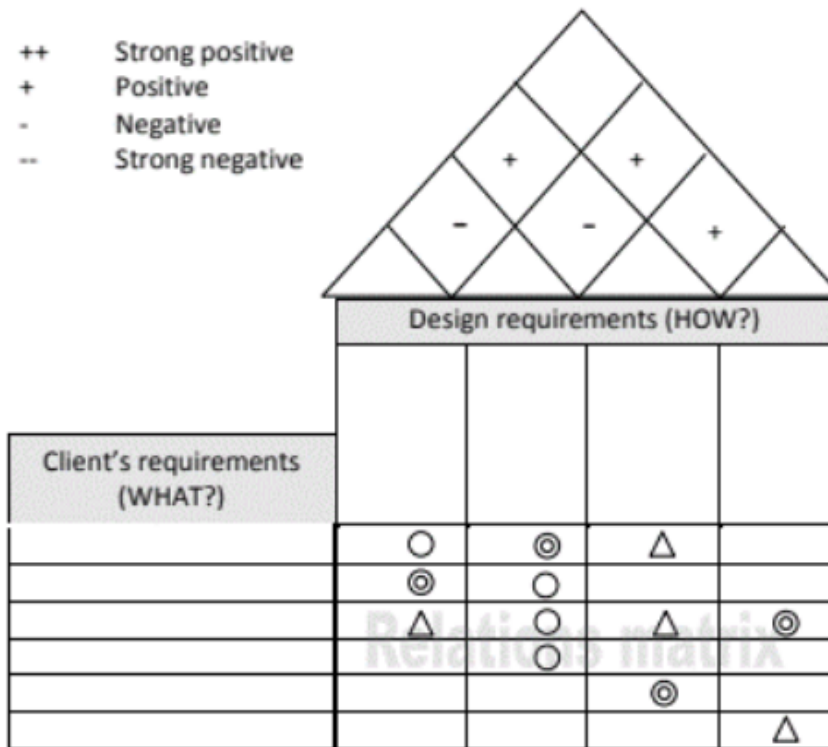 ++ Strong positive
+ Positive
- Negative
-- Strong negative
+ +
- - +
Design requirements (HOW?)
Client's requirements
(WHAT?)
Relations matrix